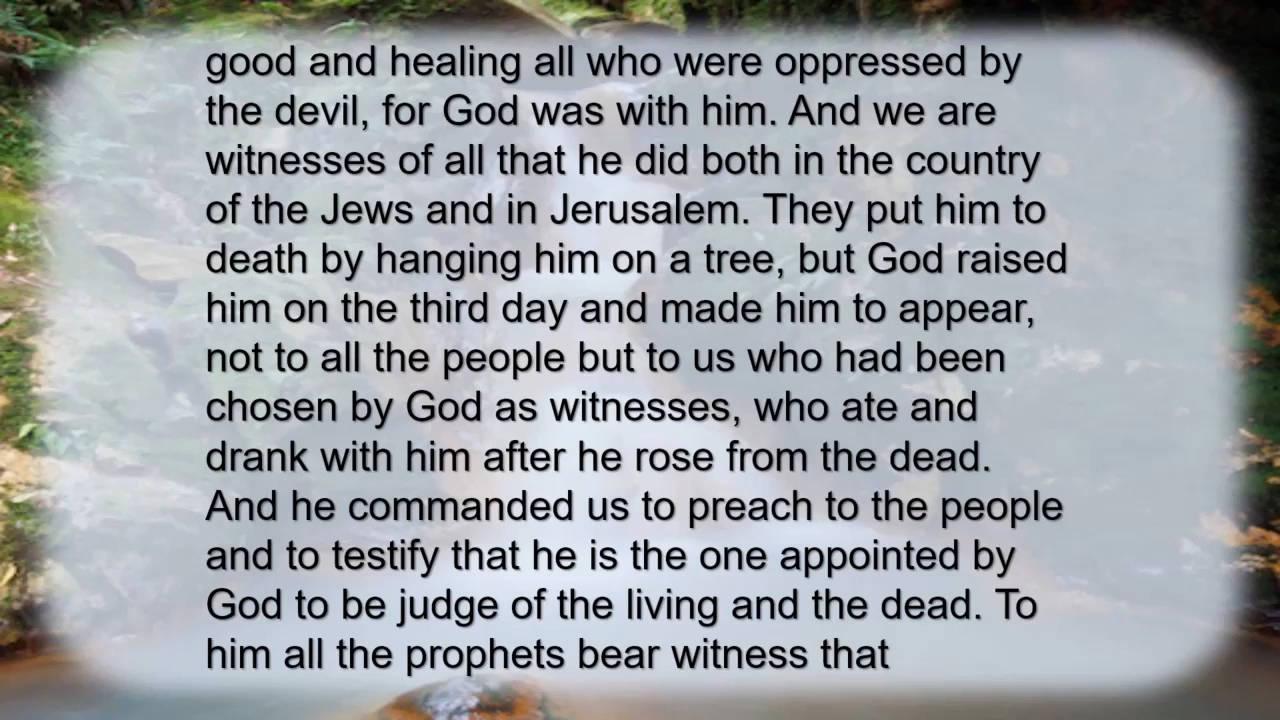 good and healing all who were oppressed by
the devil, for God was with him. And we are
witnesses of all that he did both in the country
of the Jews and in Jerusalem. They put him to
death by hanging him on a tree, but God raised
him on the third day and made him to appear,
not to all the people but to us who had been
chosen by God as witnesses, who ate and
drank with him after he rose from the dead.
And he commanded us to preach to the people
and to testify that he is the one appointed by
God to be judge of the living and the dead. To
him all the prophets bear witness that